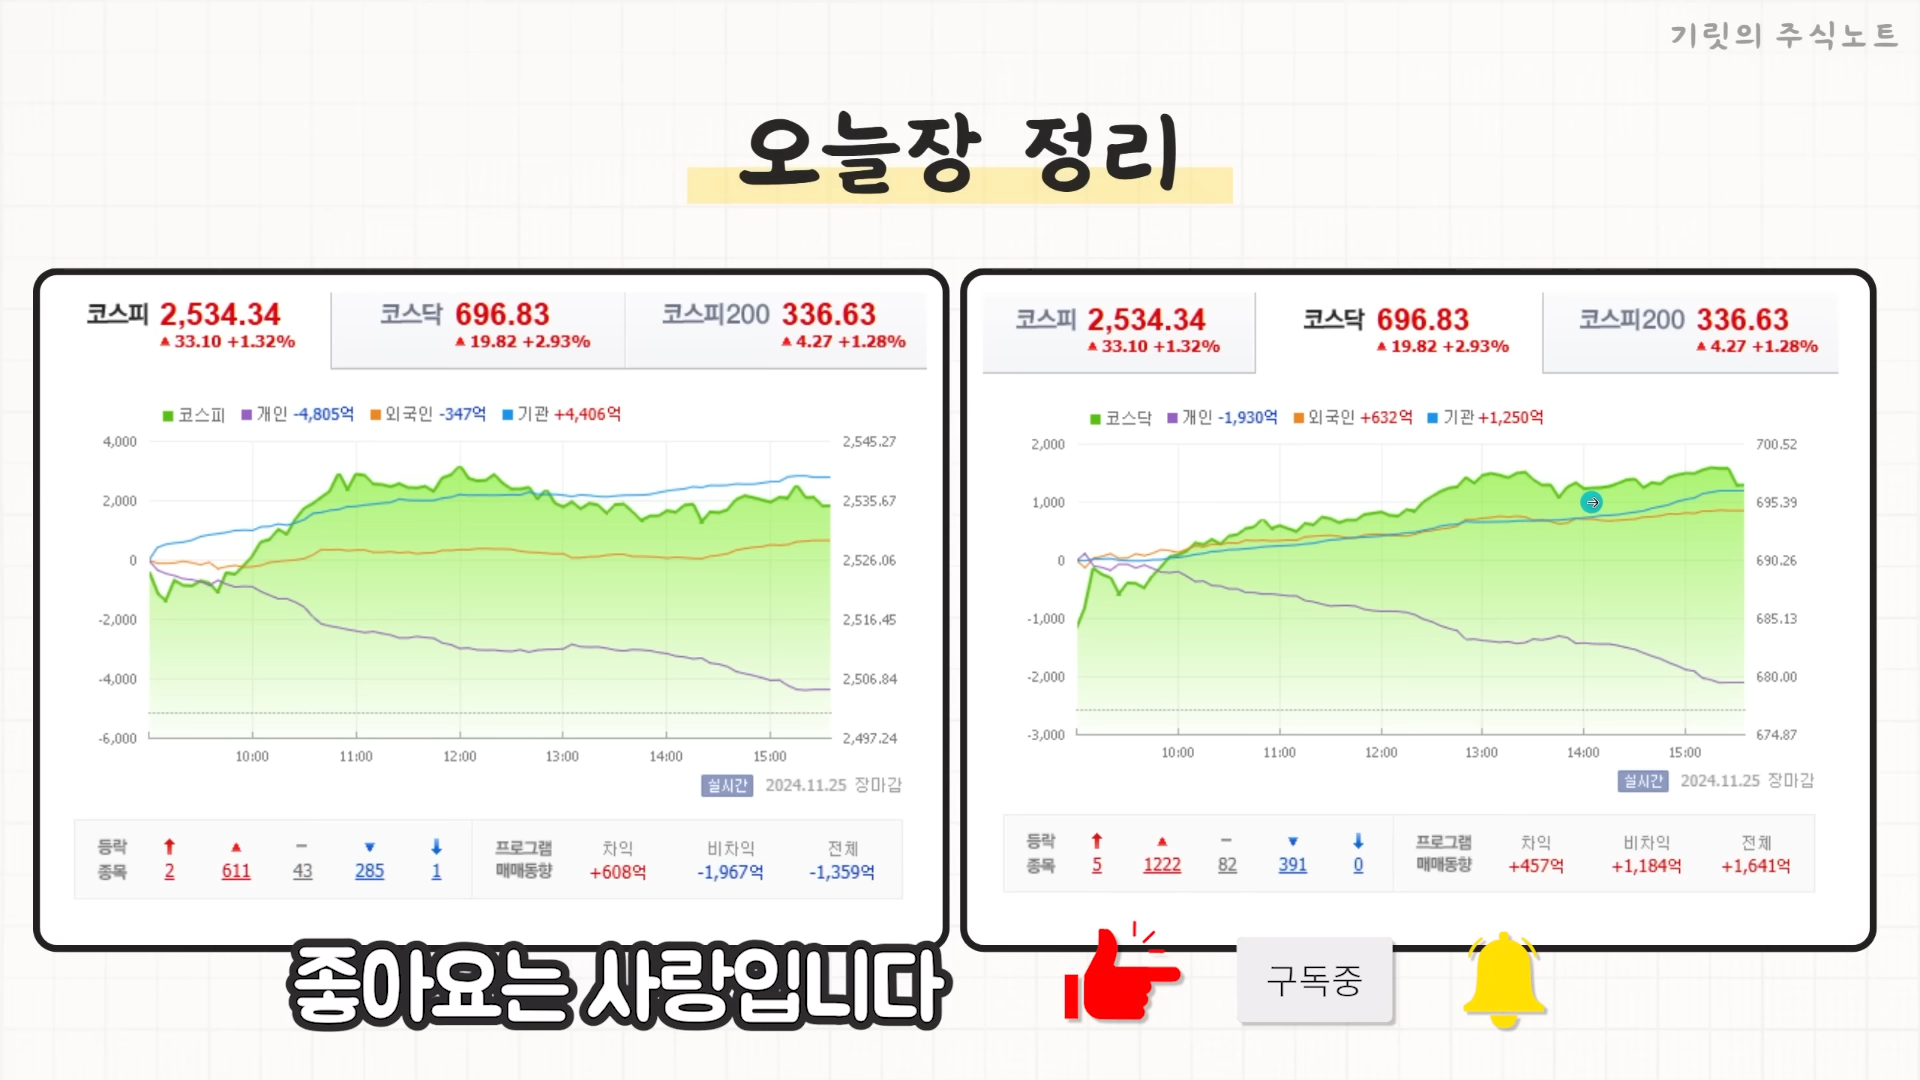 기릿의 주식노트
오늘장 정리
코스피 2,534.34 ▲33.10 +1.32%
코스닥 696.83 ▲19.82 +2.93%
코스피200 336.63 ▲4.27 +1.28%
코스피 개인 -4,805억 외국인 -347억 기관 +4,406억
4,000 2,545.27
2,000 2,535.67
0 2,526.06
-2,000 2,516.45
-4,000 2,506.84
-6,000 2,497.24
10:00 11:00 12:00 13:00 14:00 15:00
실시간 2024.11.25 장마감
등락 ↑ ▲ － ▼ ↓ 프로그램 차익 비차익 전체
종목 2 611 43 285 1 매매동향 +608억 -1,967억 -1,359억
코스피 2,534.34 ▲33.10 +1.32%
코스닥 696.83 ▲19.82 +2.93%
코스피200 336.63 ▲4.27 +1.28%
코스닥 개인 -1,930억 외국인 +632억 기관 +1,250억
2,000 700.52
1,000 695.39
0 690.26
-1,000 685.13
-2,000 680.00
-3,000 674.87
10:00 11:00 12:00 13:00 14:00 15:00
실시간 2024.11.25 장마감
등락 ↑ ▲ － ▼ ↓ 프로그램 차익 비차익 전체
종목 5 1222 82 391 0 매매동향 +457억 +1,184억 +1,641억
좋아요는 사랑입니다
구독중